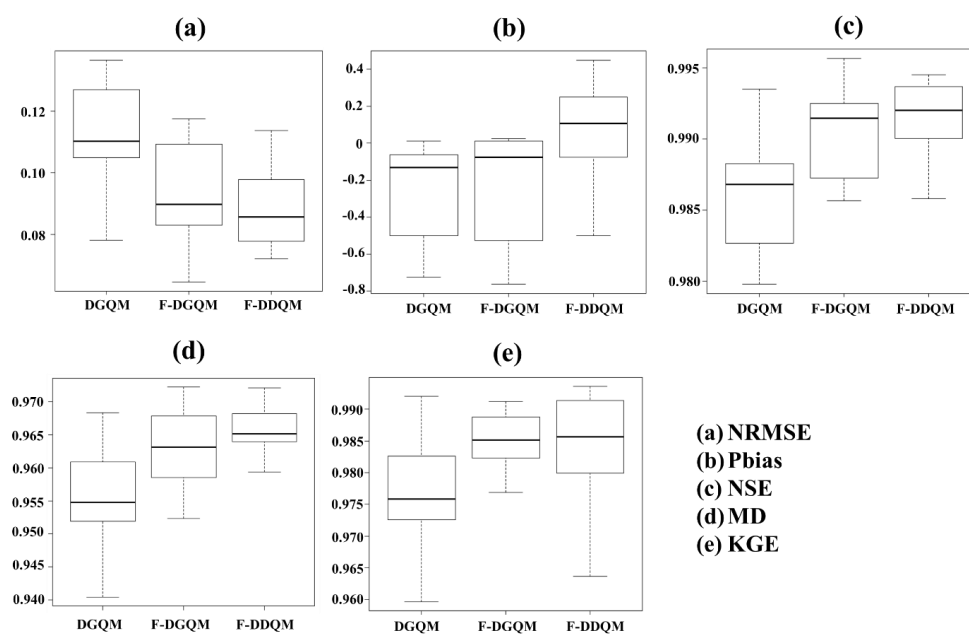 (a)
0.12
0.10
0.08
DGQM F-DGQM F-DDQM
(b)
0.4
0.2
0
-0.2
-0.4
-0.6
-0.8
DGQM F-DGQM F-DDQM
(c)
0.995
0.990
0.985
0.980
DGQM F-DGQM F-DDQM
(d)
0.970
0.965
0.960
0.955
0.950
0.945
0.940
DGQM F-DGQM F-DDQM
(e)
0.990
0.985
0.980
0.975
0.970
0.965
0.960
DGQM F-DGQM F-DDQM
(a) NRMSE
(b) Pbias
(c) NSE
(d) MD
(e) KGE